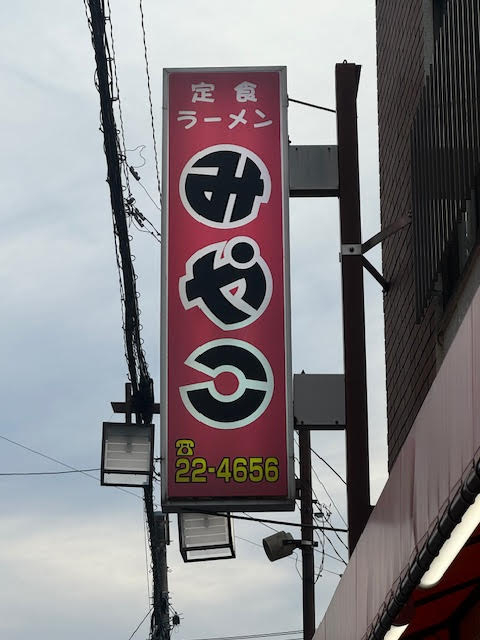 定食
ラーメン
みやこ
☎
22-4656